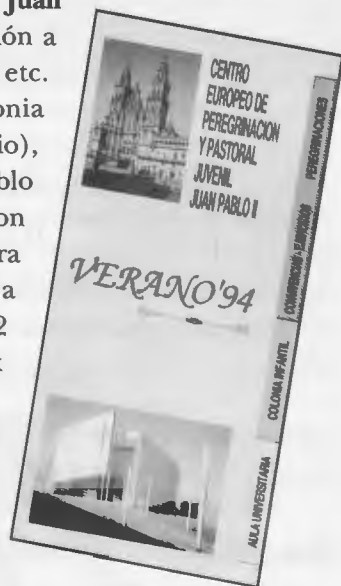 Juan
ón a
etc.
onia
io),
blo
on
ra
a
2
CENTRO
EUROPEO DE
PEREGRINACION
Y PASTORAL
JUVENIL
JUAN PABLO II
VERANO'94
PEREGRINACIONES
COLONIA INFANTIL
AULA UNIVERSITARIA